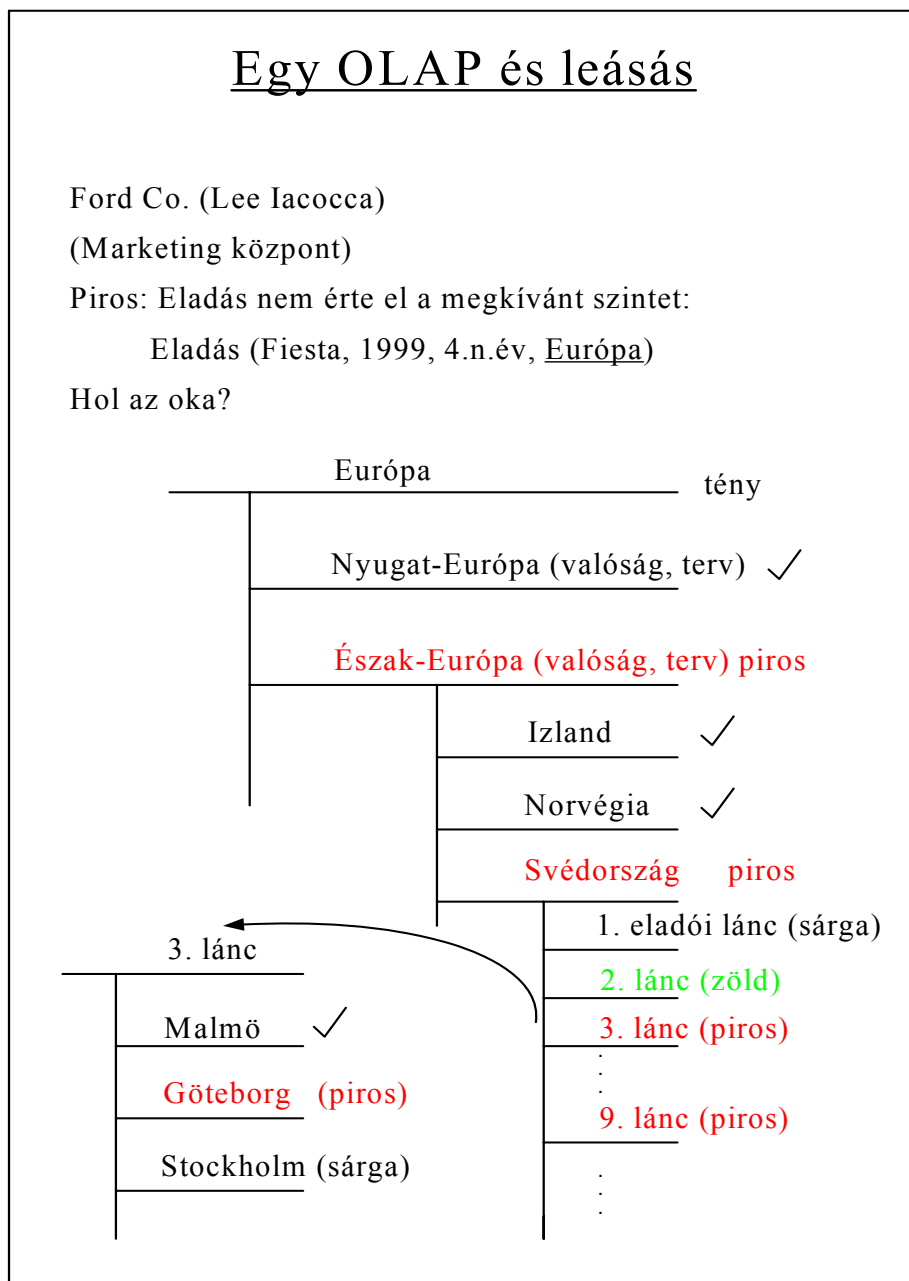 Egy OLAP és leásás
Ford Co. (Lee Iacocca)
(Marketing központ)
Piros: Eladás nem érte el a megkívánt szintet:
Eladás (Fiesta, 1999, 4.n.év, Európa)
Hol az oka?
Európa tény
Nyugat-Európa (valóság, terv) ✓
Észak-Európa (valóság, terv) piros
Izland ✓
Norvégia ✓
Svédország piros
1. eladói lánc (sárga)
2. lánc (zöld)
3. lánc (piros)
.
.
.
9. lánc (piros)
.
.
.
3. lánc
Malmö ✓
Göteborg (piros)
Stockholm (sárga)